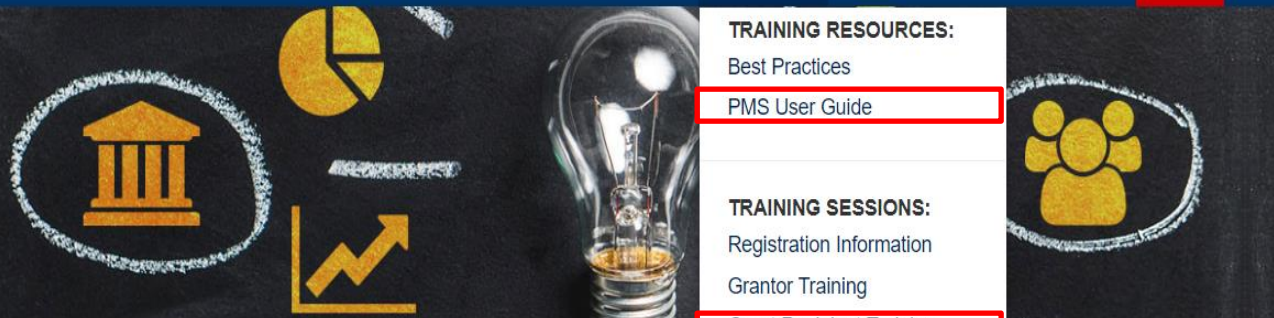 TRAINING RESOURCES:
Best Practices
PMS User Guide
TRAINING SESSIONS:
Registration Information
Grantor Training